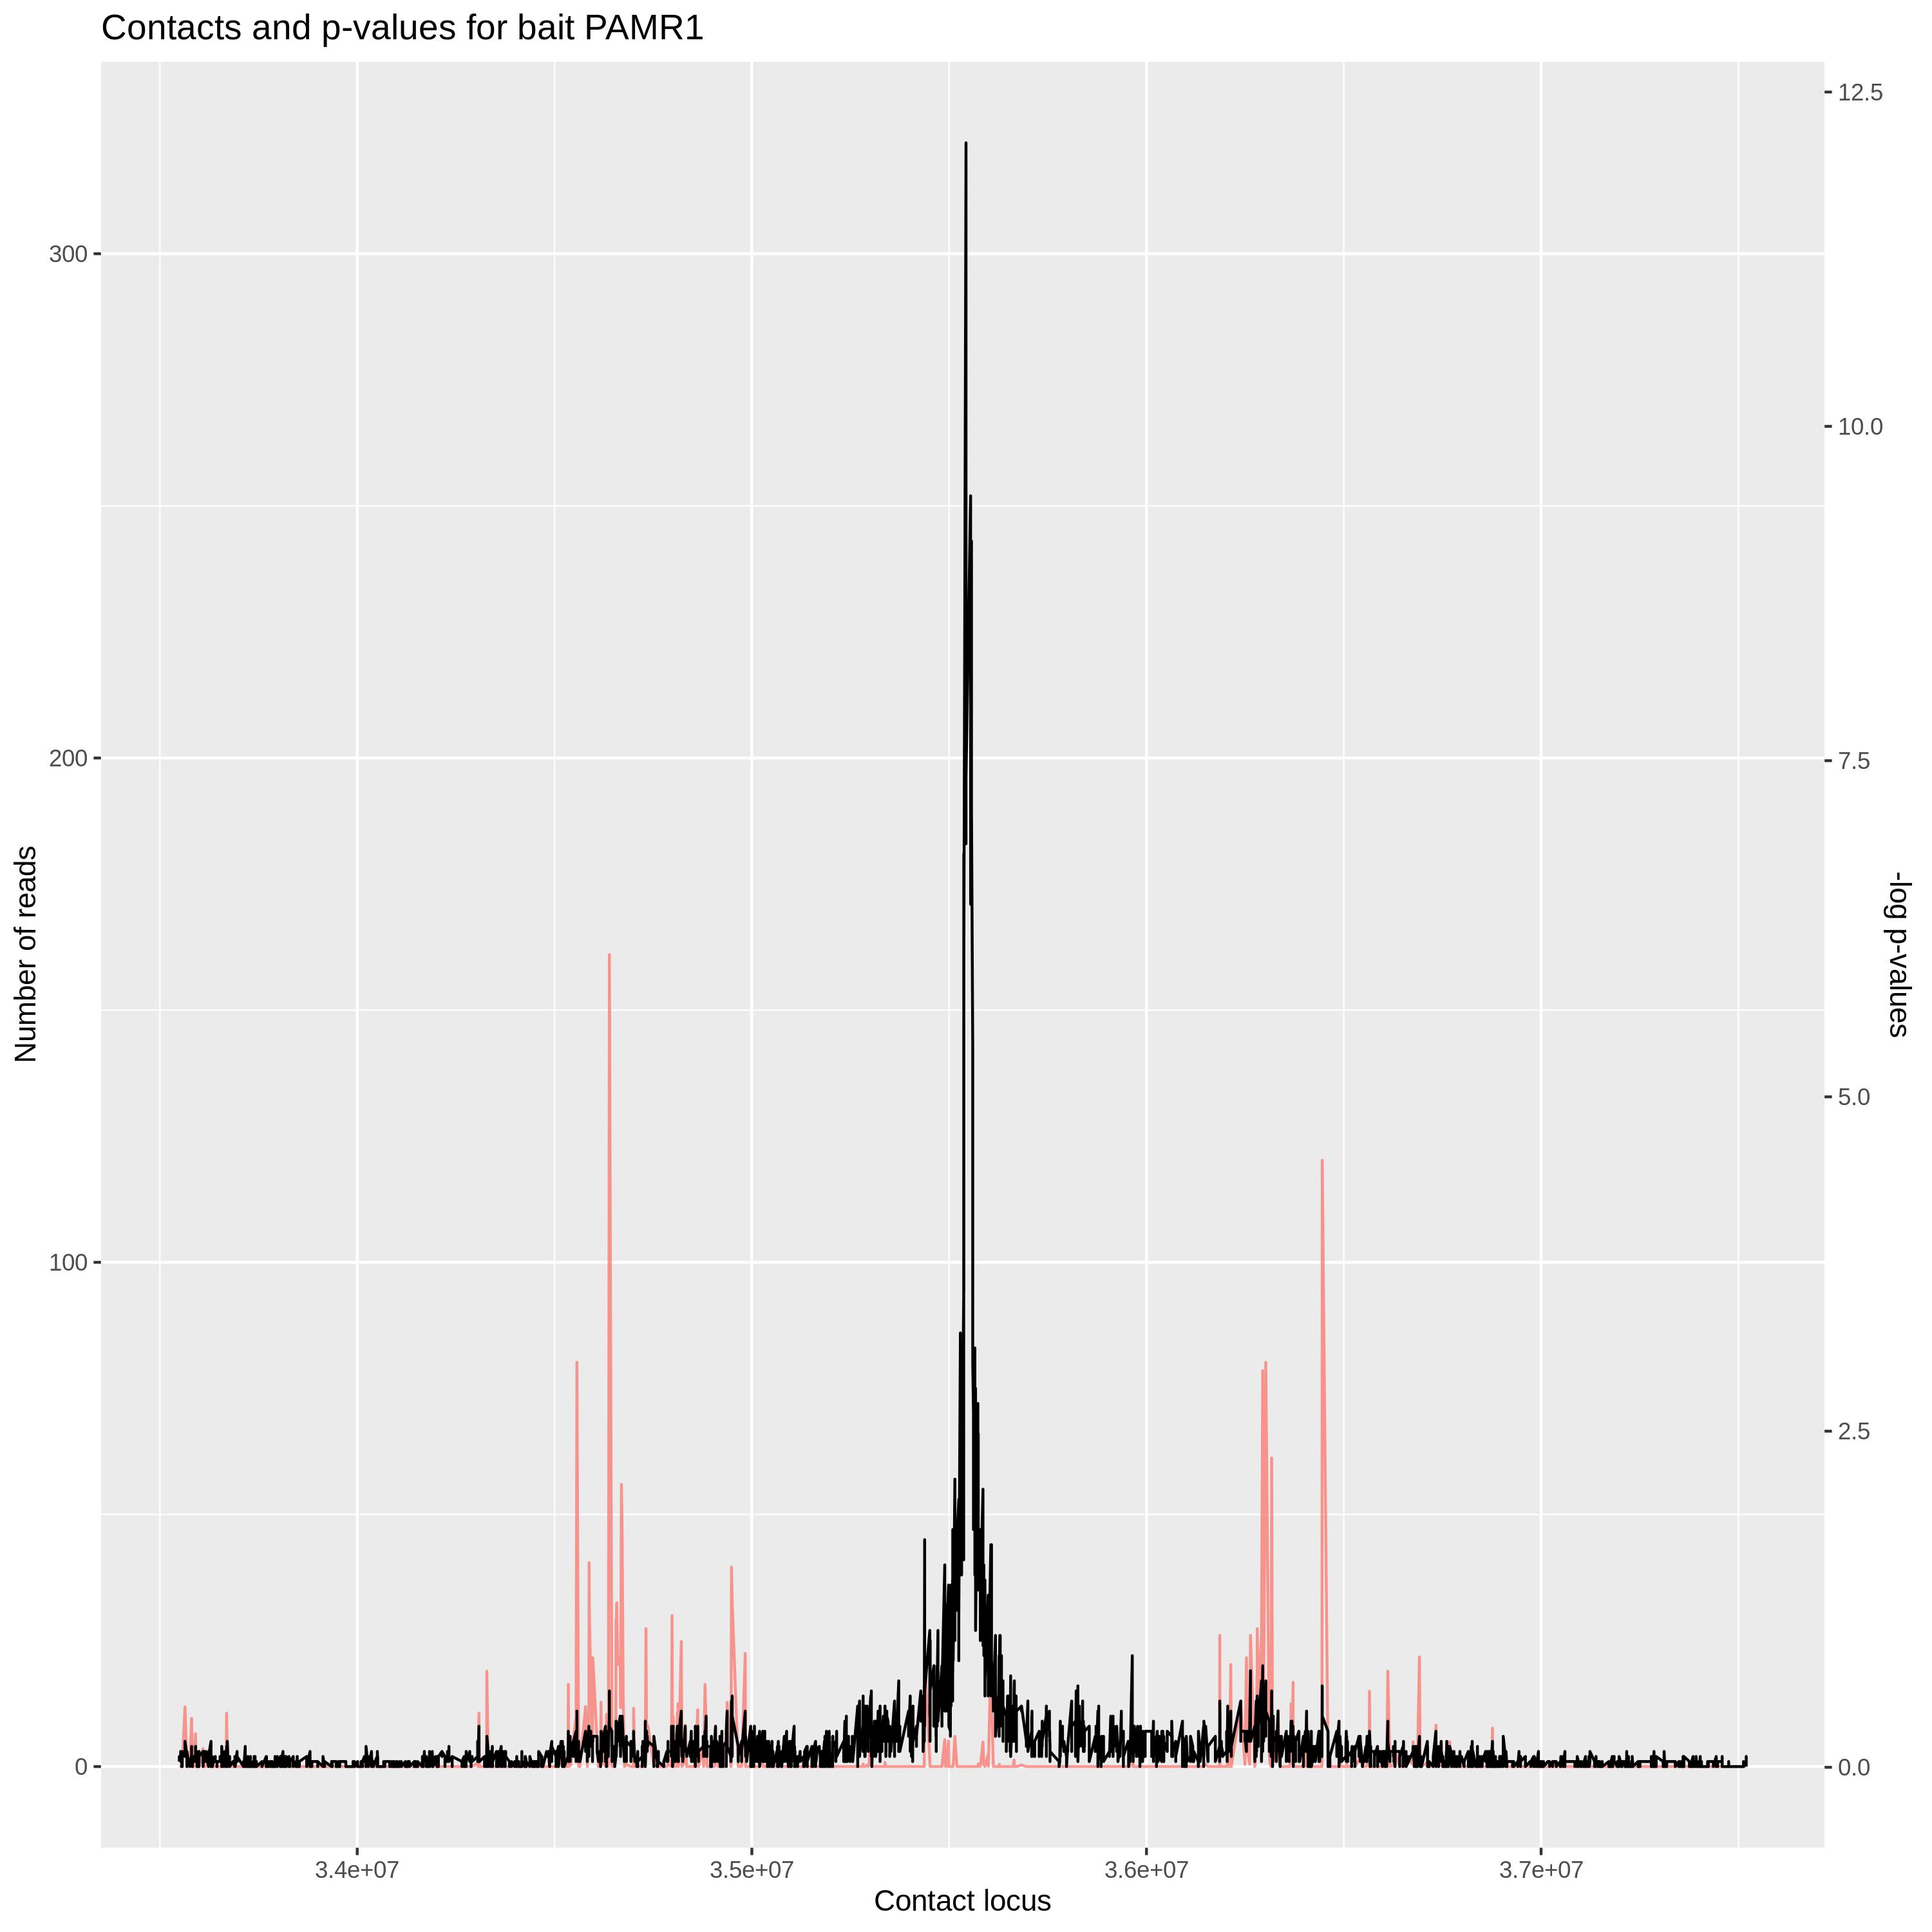 Contacts and p-values for bait PAMR1
12.5
300
10.0
200
7.5
Number of reads
-log p-values
5.0
100
2.5
0
0.0
3.4e+07
3.5e+07
3.6e+07
3.7e+07
Contact locus